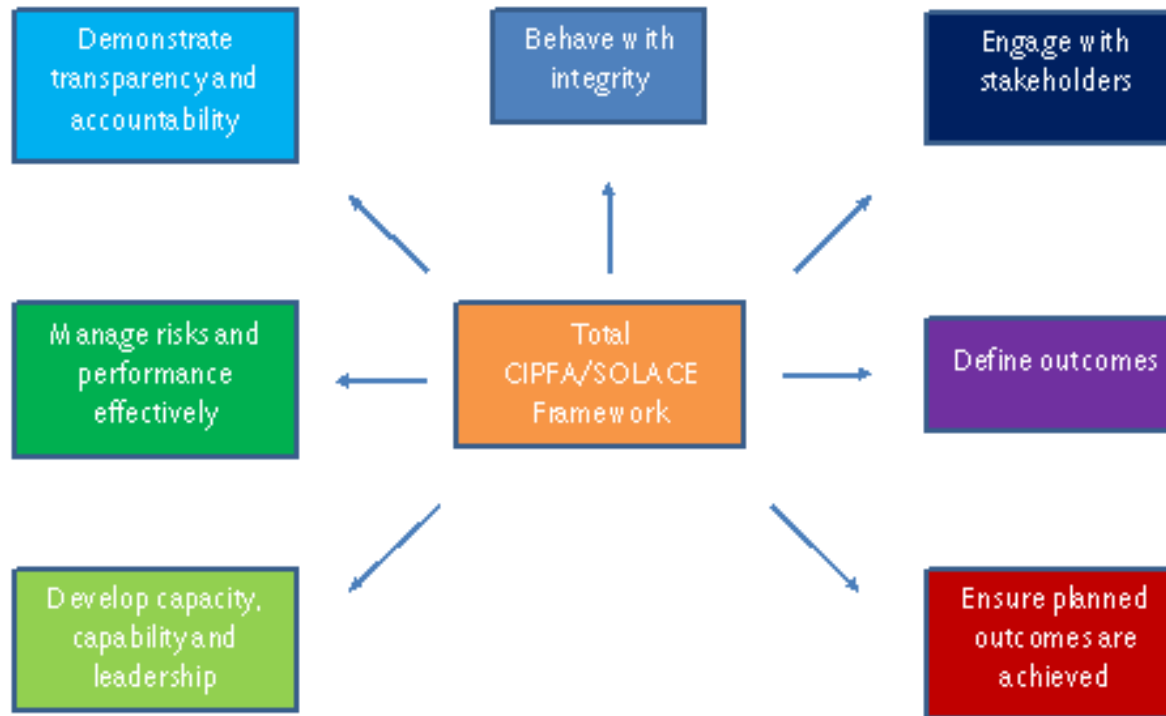 Demonstrate
transparency and
accountability
Behave with
integrity
Engage with
stakeholders
Manage risks and
performance
effectively
Total
CIPFA/SOLACE
Framework
Define outcomes
Develop capacity,
capability and
leadership
Ensure planned
outcomes are
achieved